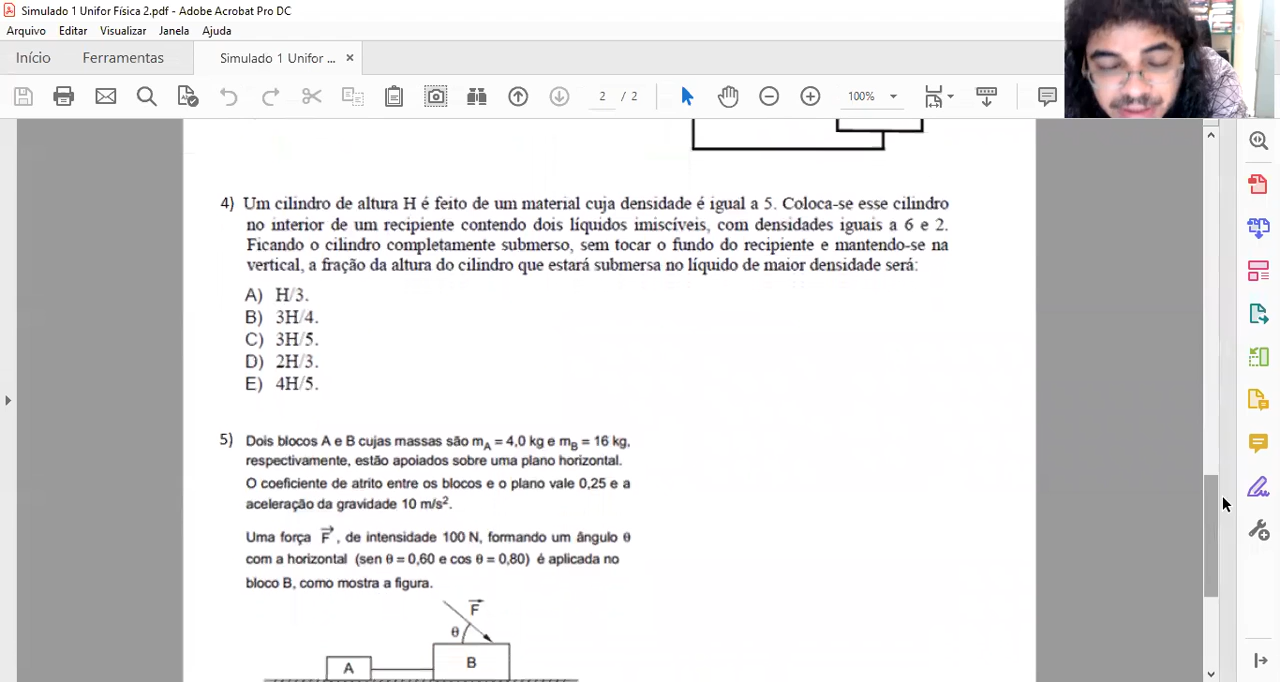 Simulado 1 Unifor Física 2.pdf - Adobe Acrobat Pro DC
Arquivo Editar Visualizar Janela Ajuda
Início Ferramentas Simulado 1 Unifor ... ×
2 / 2 100%
4) Um cilindro de altura H é feito de um material cuja densidade é igual a 5. Coloca-se esse cilindro
no interior de um recipiente contendo dois líquidos imiscíveis, com densidades iguais a 6 e 2.
Ficando o cilindro completamente submerso, sem tocar o fundo do recipiente e mantendo-se na
vertical, a fração da altura do cilindro que estará submersa no líquido de maior densidade será:
A) H/3.
B) 3H/4.
C) 3H/5.
D) 2H/3.
E) 4H/5.
5) Dois blocos A e B cujas massas são mA = 4,0 kg e mB = 16 kg,
respectivamente, estão apoiados sobre uma plano horizontal.
O coeficiente de atrito entre os blocos e o plano vale 0,25 e a
aceleração da gravidade 10 m/s².
Uma força F⃗, de intensidade 100 N, formando um ângulo θ
com a horizontal (sen θ = 0,60 e cos θ = 0,80) é aplicada no
bloco B, como mostra a figura.
F⃗
θ
A B